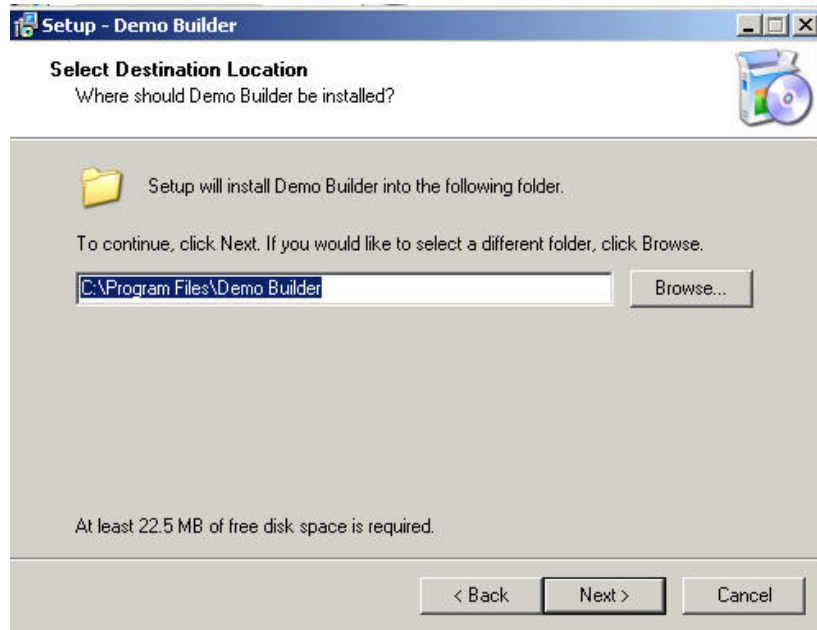 Setup - Demo Builder
Select Destination Location
Where should Demo Builder be installed?
Setup will install Demo Builder into the following folder.
To continue, click Next. If you would like to select a different folder, click Browse.
C:\Program Files\Demo Builder
Browse...
At least 22.5 MB of free disk space is required.
< Back
Next >
Cancel